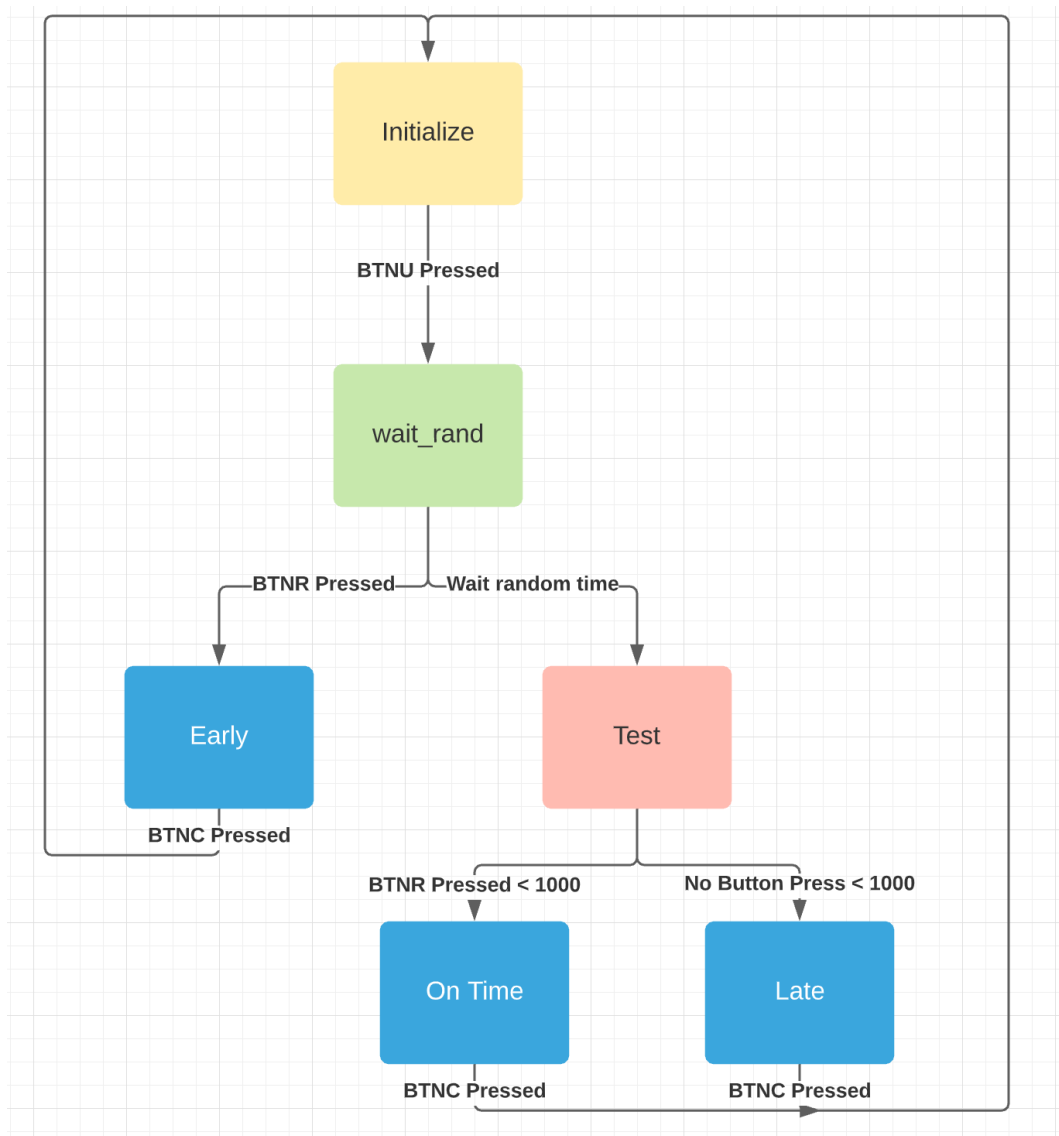 Initialize
BTNU Pressed
wait_rand
BTNR Pressed
Wait random time
Early
Test
BTNC Pressed
BTNR Pressed < 1000
No Button Press < 1000
On Time
Late
BTNC Pressed
BTNC Pressed